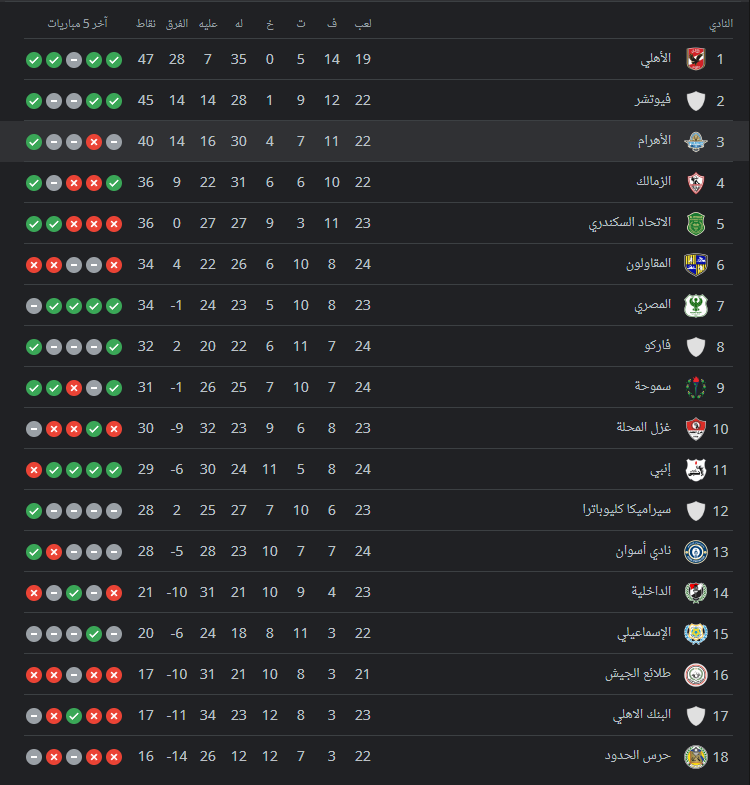 النادي لعب ف ت خ له عليه الفرق نقاط آخر 5 مباريات
1 الأهلي 19 14 5 0 35 7 28 47
2 فيوتشر 22 12 9 1 28 14 14 45
3 الأهرام 22 11 7 4 30 16 14 40
4 الزمالك 22 10 6 6 31 22 9 36
5 الاتحاد السكندري 23 11 3 9 27 27 0 36
6 المقاولون 24 8 10 6 26 22 4 34
7 المصري 23 8 10 5 23 24 -1 34
8 فاركو 24 7 11 6 22 20 2 32
9 سموحة 24 7 10 7 25 26 -1 31
10 غزل المحلة 23 8 6 9 23 32 -9 30
11 إنبي 24 8 5 11 24 30 -6 29
12 سيراميكا كليوباترا 23 6 10 7 27 25 2 28
13 نادي أسوان 24 7 7 10 23 28 -5 28
14 الداخلية 23 4 9 10 21 31 -10 21
15 الإسماعيلي 22 3 11 8 18 24 -6 20
16 طلائع الجيش 21 3 8 10 21 31 -10 17
17 البنك الاهلي 23 3 8 12 23 34 -11 17
18 حرس الحدود 22 3 7 12 12 26 -14 16